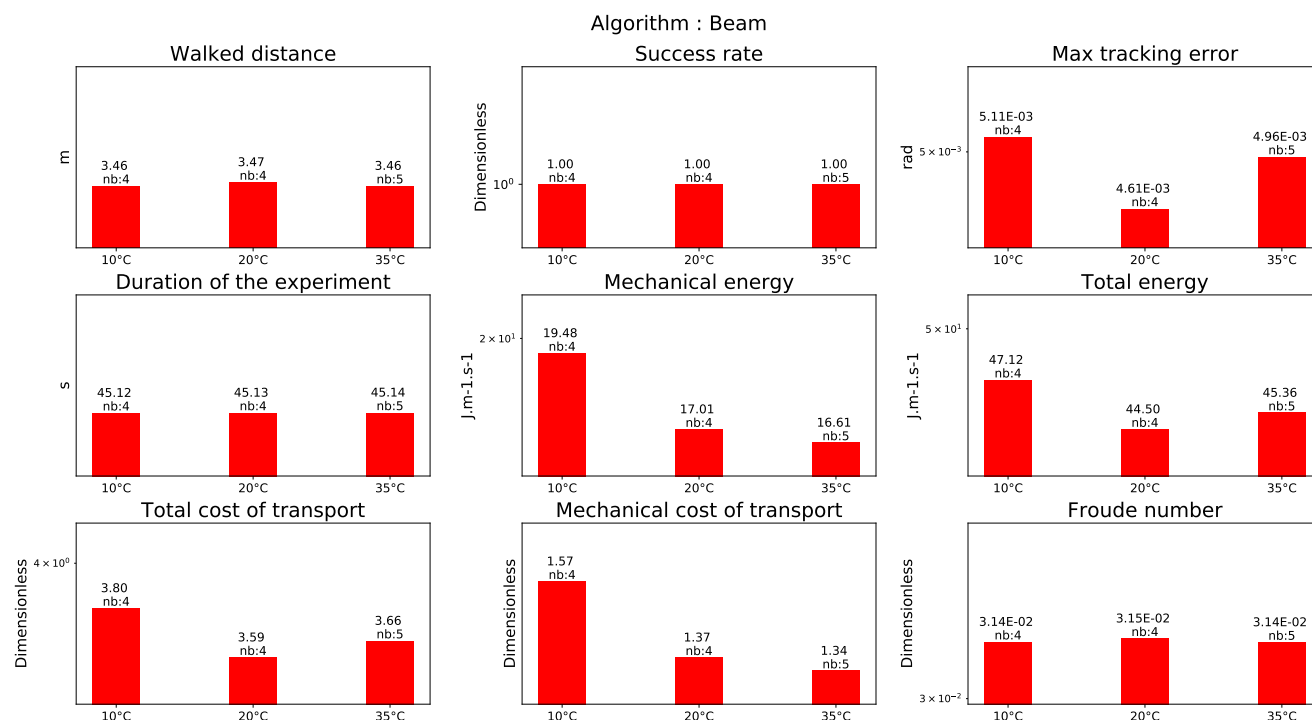 Algorithm : Beam
Walked distance
m
3.46
nb:4
3.47
nb:4
3.46
nb:5
10°C
20°C
35°C
Success rate
Dimensionless
10⁰
1.00
nb:4
1.00
nb:4
1.00
nb:5
10°C
20°C
35°C
Max tracking error
rad
5 × 10⁻³
5.11E-03
nb:4
4.61E-03
nb:4
4.96E-03
nb:5
10°C
20°C
35°C
Duration of the experiment
s
45.12
nb:4
45.13
nb:4
45.14
nb:5
10°C
20°C
35°C
Mechanical energy
J.m-1.s-1
2 × 10¹
19.48
nb:4
17.01
nb:4
16.61
nb:5
10°C
20°C
35°C
Total energy
J.m-1.s-1
5 × 10¹
47.12
nb:4
44.50
nb:4
45.36
nb:5
10°C
20°C
35°C
Total cost of transport
Dimensionless
4 × 10⁰
3.80
nb:4
3.59
nb:4
3.66
nb:5
10°C
20°C
35°C
Mechanical cost of transport
Dimensionless
1.57
nb:4
1.37
nb:4
1.34
nb:5
10°C
20°C
35°C
Froude number
Dimensionless
3 × 10⁻²
3.14E-02
nb:4
3.15E-02
nb:4
3.14E-02
nb:5
10°C
20°C
35°C